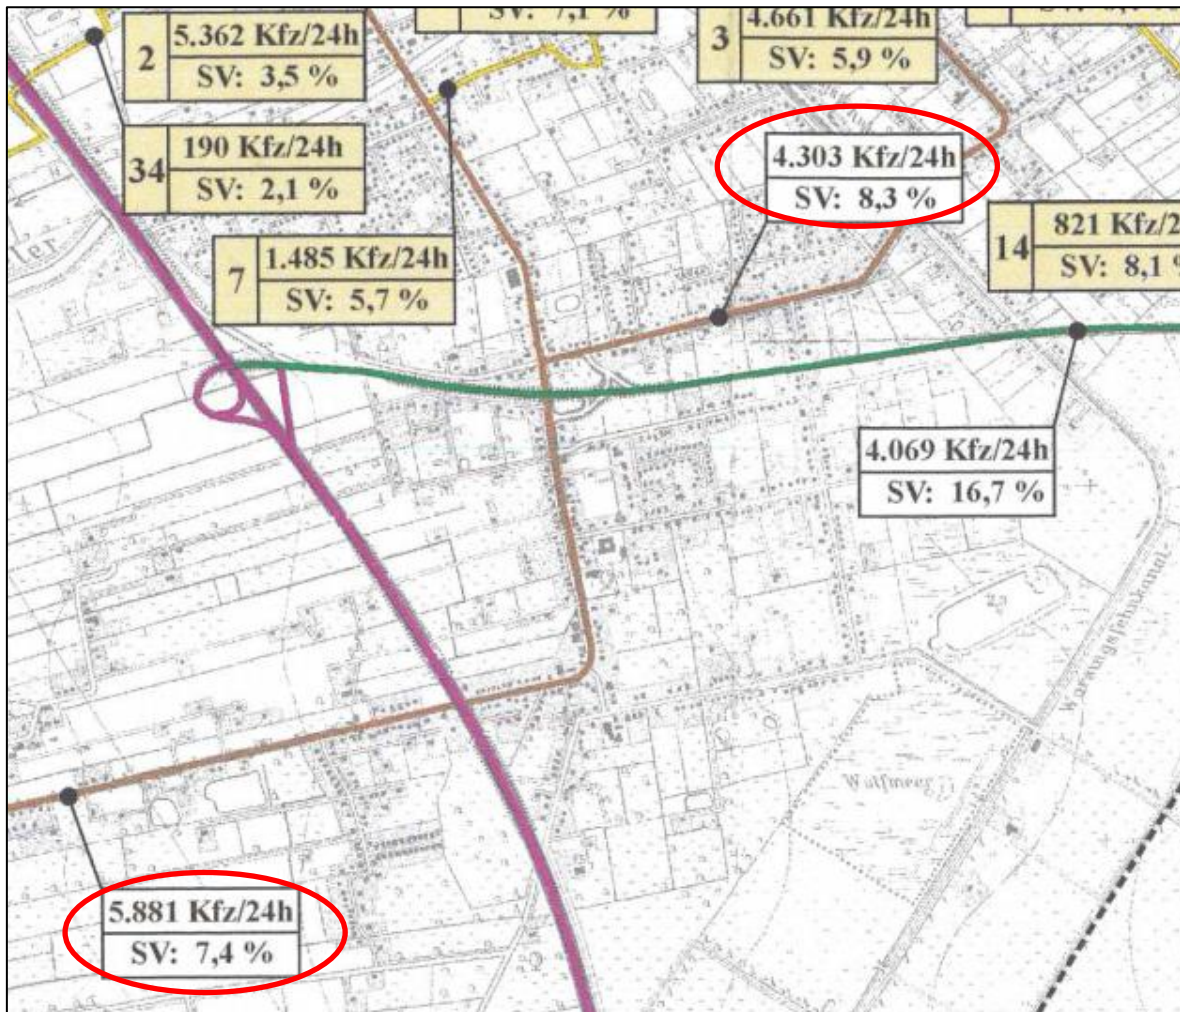 2
5.362 Kfz/24h
SV: 3,5 %
SV: 7,1 %
3
4.661 Kfz/24h
SV: 5,9 %
34
190 Kfz/24h
SV: 2,1 %
4.303 Kfz/24h
SV: 8,3 %
7
1.485 Kfz/24h
SV: 5,7 %
14
821 Kfz/2
SV: 8,1 %
4.069 Kfz/24h
SV: 16,7 %
5.881 Kfz/24h
SV: 7,4 %